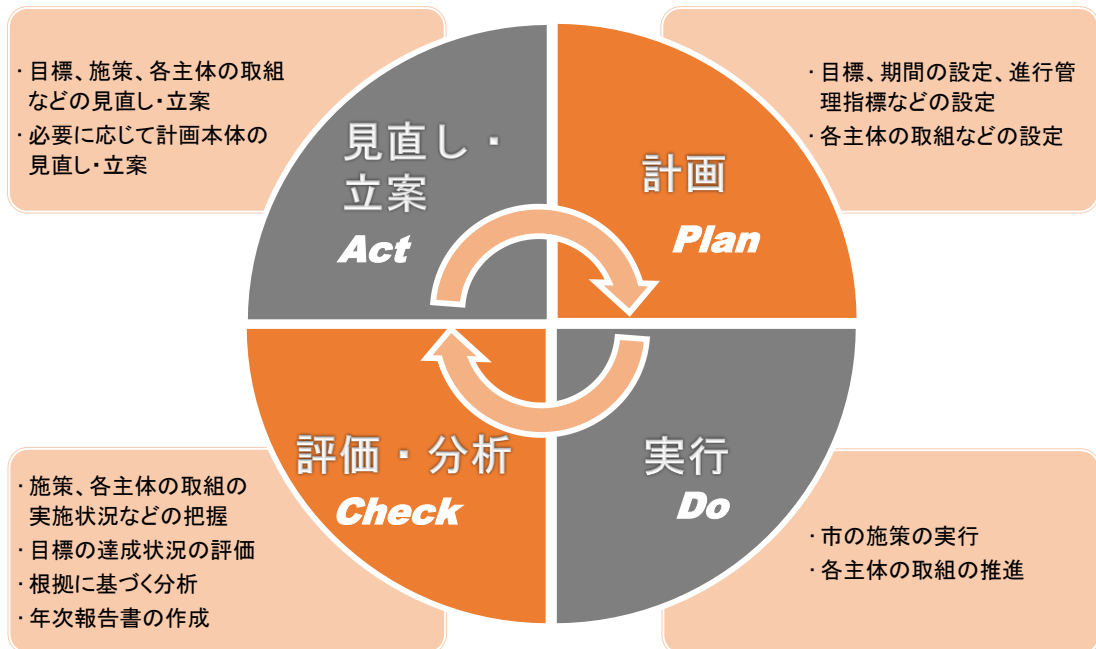 ・目標、施策、各主体の取組
などの見直し・立案
・必要に応じて計画本体の
見直し・立案
見直し・
立案
Act
計画
Plan
・目標、期間の設定、進行管
理指標などの設定
・各主体の取組などの設定
・施策、各主体の取組の
実施状況などの把握
・目標の達成状況の評価
・根拠に基づく分析
・年次報告書の作成
評価・分析
Check
実行
Do
・市の施策の実行
・各主体の取組の推進